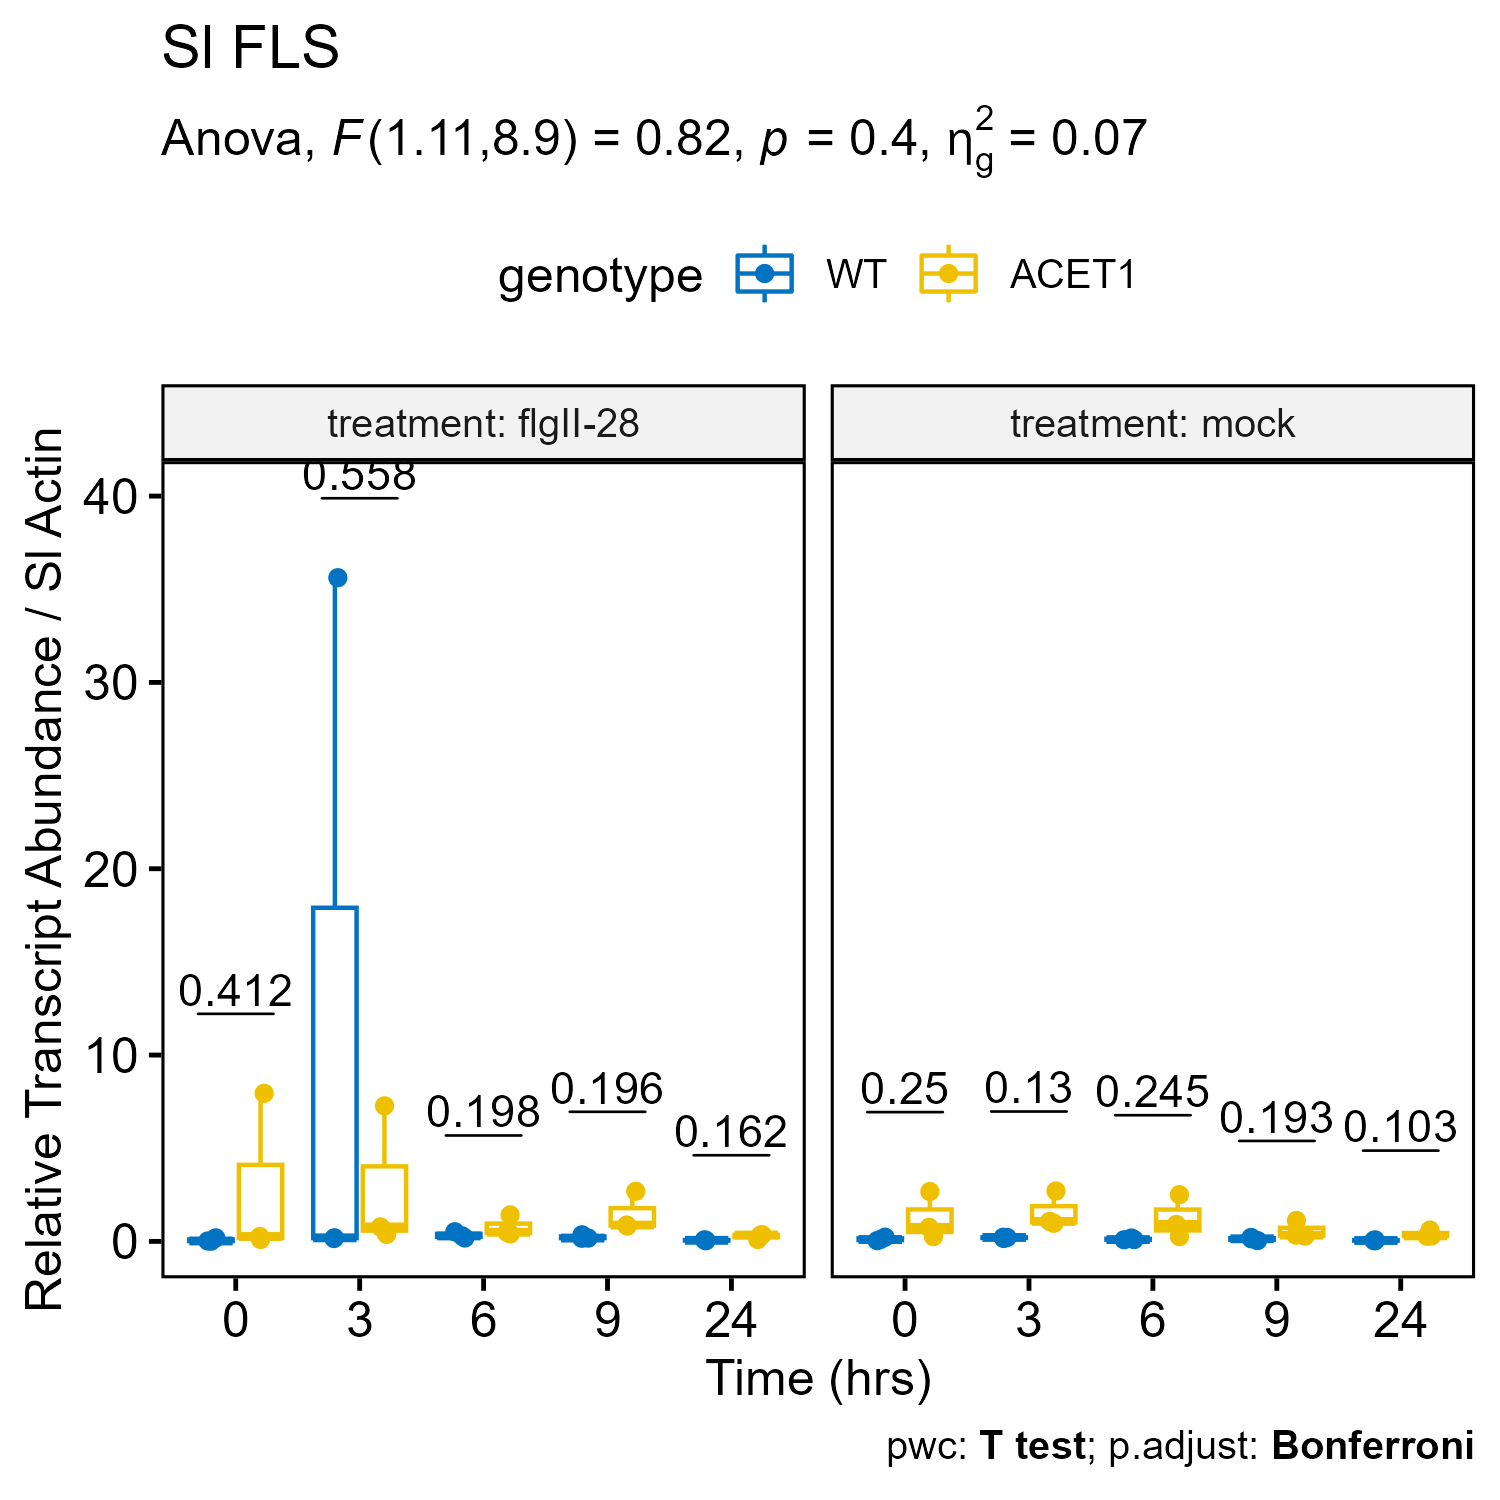 Sl FLS
Anova, F(1.11,8.9) = 0.82, p = 0.4, η²g = 0.07
genotype WT ACET1
treatment: flgII-28
treatment: mock
Relative Transcript Abundance / Sl Actin
40
30
20
10
0
0.412
0.558
0.198
0.196
0.162
0.25
0.13
0.245
0.193
0.103
0 3 6 9 24
0 3 6 9 24
Time (hrs)
pwc: T test; p.adjust: Bonferroni